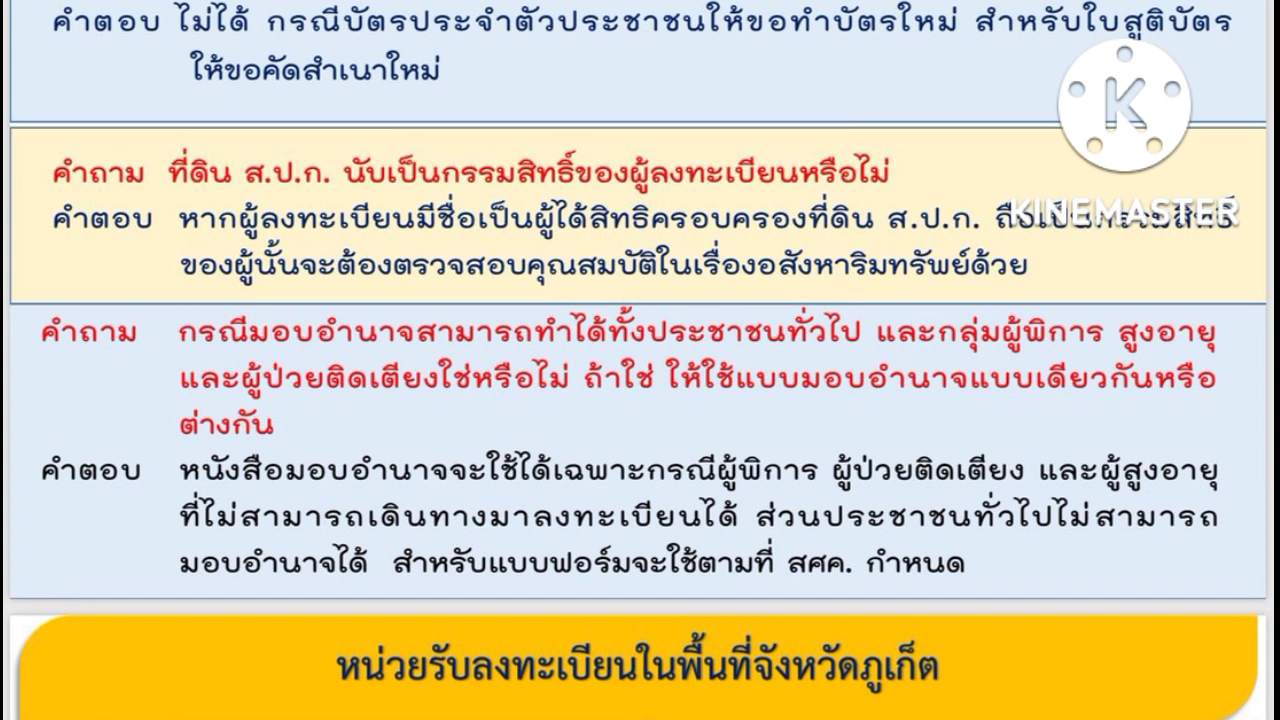 คำตอบ ไม่ได้ กรณีบัตรประจำตัวประชาชนให้ขอทำบัตรใหม่ สำหรับใบสูติบัตร
ให้ขอคัดสำเนาใหม่
คำถาม ที่ดิน ส.ป.ก. นับเป็นกรรมสิทธิ์ของผู้ลงทะเบียนหรือไม่
คำตอบ หากผู้ลงทะเบียนมีชื่อเป็นผู้ได้สิทธิครอบครองที่ดิน ส.ป.ก.
KINEMASTER
ของผู้นั้นจะต้องตรวจสอบคุณสมบัติในเรื่องอสังหาริมทรัพย์ด้วย
คำถาม กรณีมอบอำนาจสามารถทำได้ทั้งประชาชนทั่วไป และกลุ่มผู้พิการ สูงอายุ
และผู้ป่วยติดเตียงใช่หรือไม่ ถ้าใช่ ให้ใช้แบบมอบอำนาจแบบเดียวกันหรือ
ต่างกัน
คำตอบ หนังสือมอบอำนาจจะใช้ได้เฉพาะกรณีผู้พิการ ผู้ป่วยติดเตียง และผู้สูงอายุ
ที่ไม่สามารถเดินทางมาลงทะเบียนได้ ส่วนประชาชนทั่วไปไม่สามารถ
มอบอำนาจได้ สำหรับแบบฟอร์มจะใช้ตามที่ สศค. กำหนด
หน่วยรับลงทะเบียนในพื้นที่จังหวัดภูเก็ต